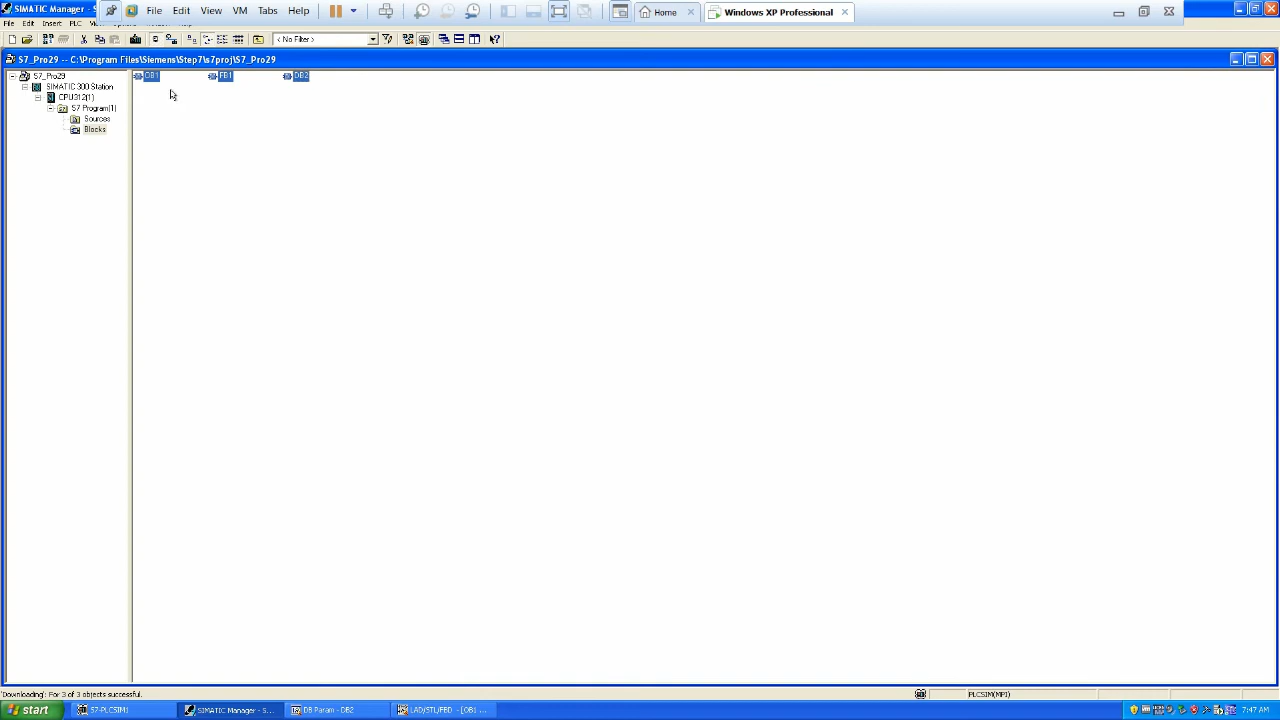 SIMATIC Manager - S
File Edit View VM Tabs Help
Home
Windows XP Professional
File Edit Insert PLC
< No Filter >
S7_Pro29 -- C:\Program Files\Siemens\Step7\s7proj\S7_Pro29
S7_Pro29
SIMATIC 300 Station
CPU312(1)
S7 Program(1)
Sources
Blocks
OB1
FB1
DB2
'Downloading': For 3 of 3 objects successful.
PLCSIM(MPI)
start
S7-PLCSIM1
SIMATIC Manager - S...
DB Param - DB2
LAD/STL/FBD - [OB1 ...
7:47 AM